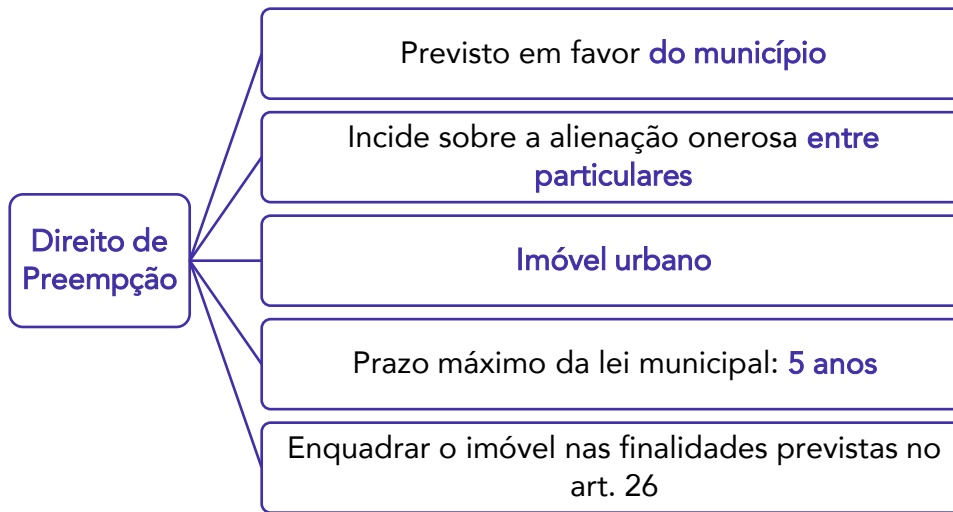 Previsto em favor do município
Incide sobre a alienação onerosa entre
particulares
Direito de
Preempção
Imóvel urbano
Prazo máximo da lei municipal: 5 anos
Enquadrar o imóvel nas finalidades previstas no
art. 26